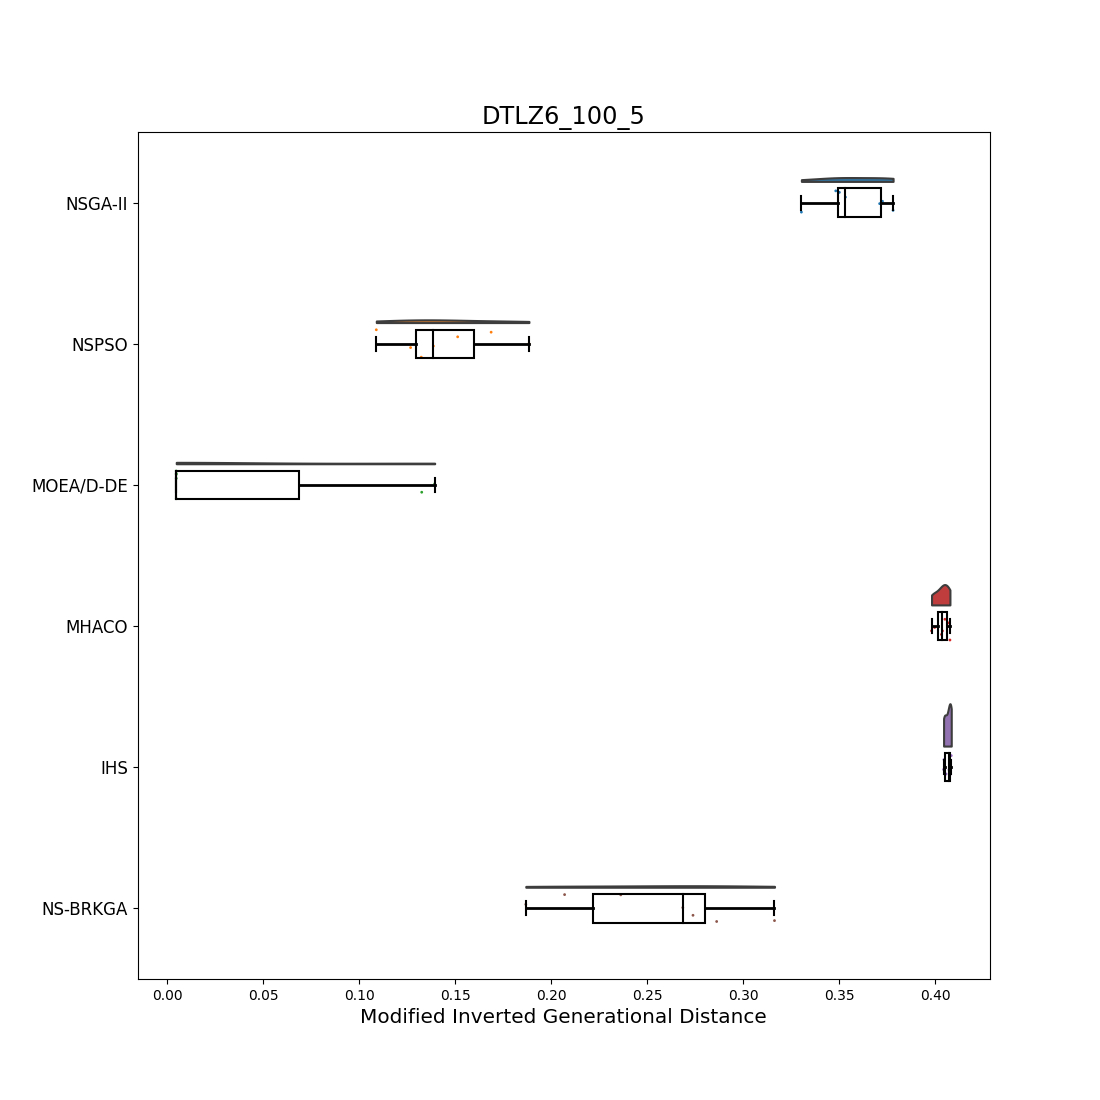 DTLZ6_100_5
NSGA-II
NSPSO
MOEA/D-DE
MHACO
IHS
NS-BRKGA
0.00 0.05 0.10 0.15 0.20 0.25 0.30 0.35 0.40
Modified Inverted Generational Distance